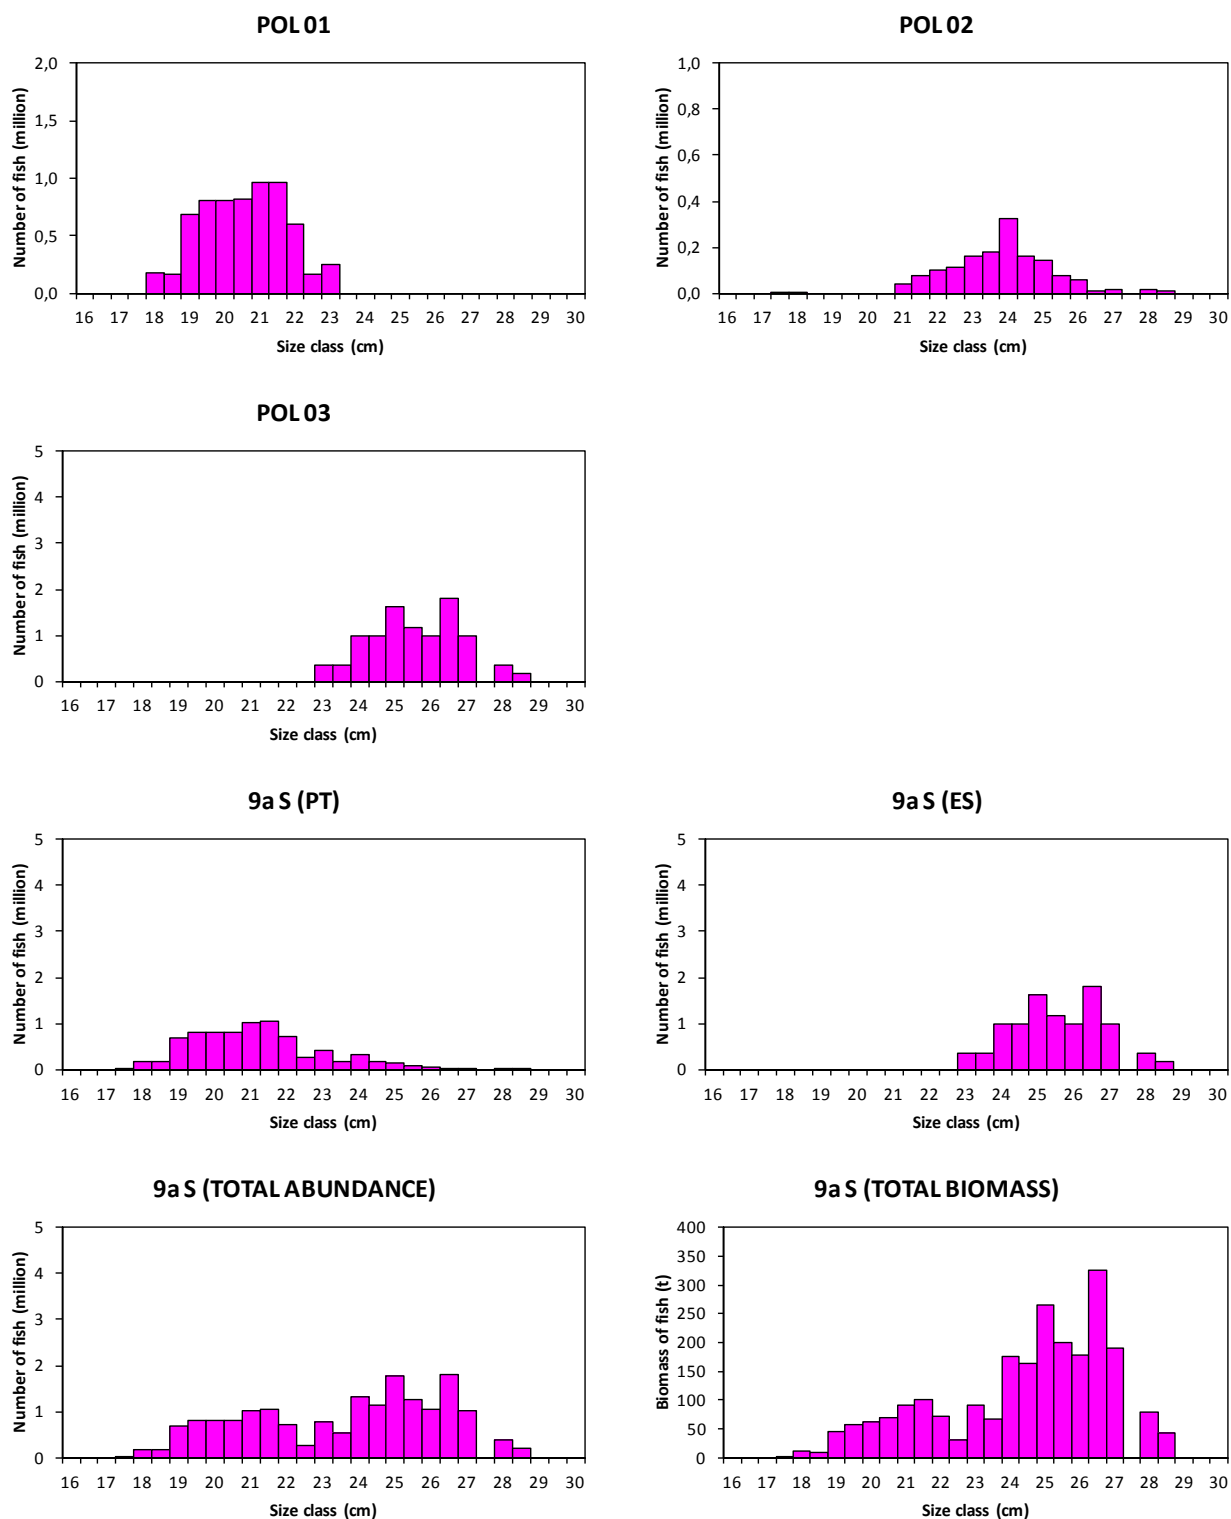 POL 01
Number of fish (million)
2,0
1,5
1,0
0,5
0,0
16 17 18 19 20 21 22 23 24 25 26 27 28 29 30
Size class (cm)
POL 02
Number of fish (million)
1,0
0,8
0,6
0,4
0,2
0,0
16 17 18 19 20 21 22 23 24 25 26 27 28 29 30
Size class (cm)
POL 03
Number of fish (million)
5
4
3
2
1
0
16 17 18 19 20 21 22 23 24 25 26 27 28 29 30
Size class (cm)
9a S (PT)
Number of fish (million)
5
4
3
2
1
0
16 17 18 19 20 21 22 23 24 25 26 27 28 29 30
Size class (cm)
9a S (ES)
Number of fish (million)
5
4
3
2
1
0
16 17 18 19 20 21 22 23 24 25 26 27 28 29 30
Size class (cm)
9a S (TOTAL ABUNDANCE)
Number of fish (million)
5
4
3
2
1
0
16 17 18 19 20 21 22 23 24 25 26 27 28 29 30
Size class (cm)
9a S (TOTAL BIOMASS)
Biomass of fish (t)
400
350
300
250
200
150
100
50
0
16 17 18 19 20 21 22 23 24 25 26 27 28 29 30
Size class (cm)